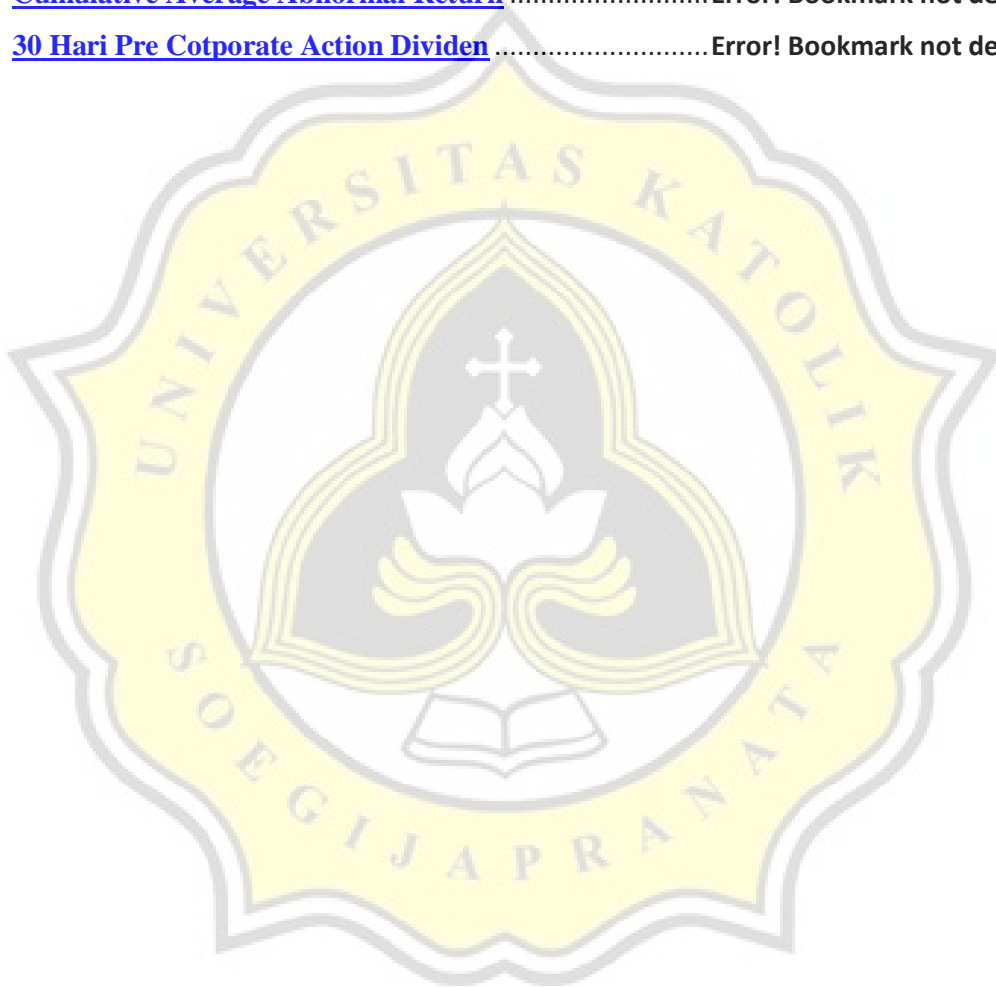 Cumulative Average Abnormal Return ........................... Error! Bookmark not de
30 Hari Pre Cotporate Action Dividen ............................ Error! Bookmark not de
UNIVERSITAS KATOLIK
SOEGIJAPRANATA